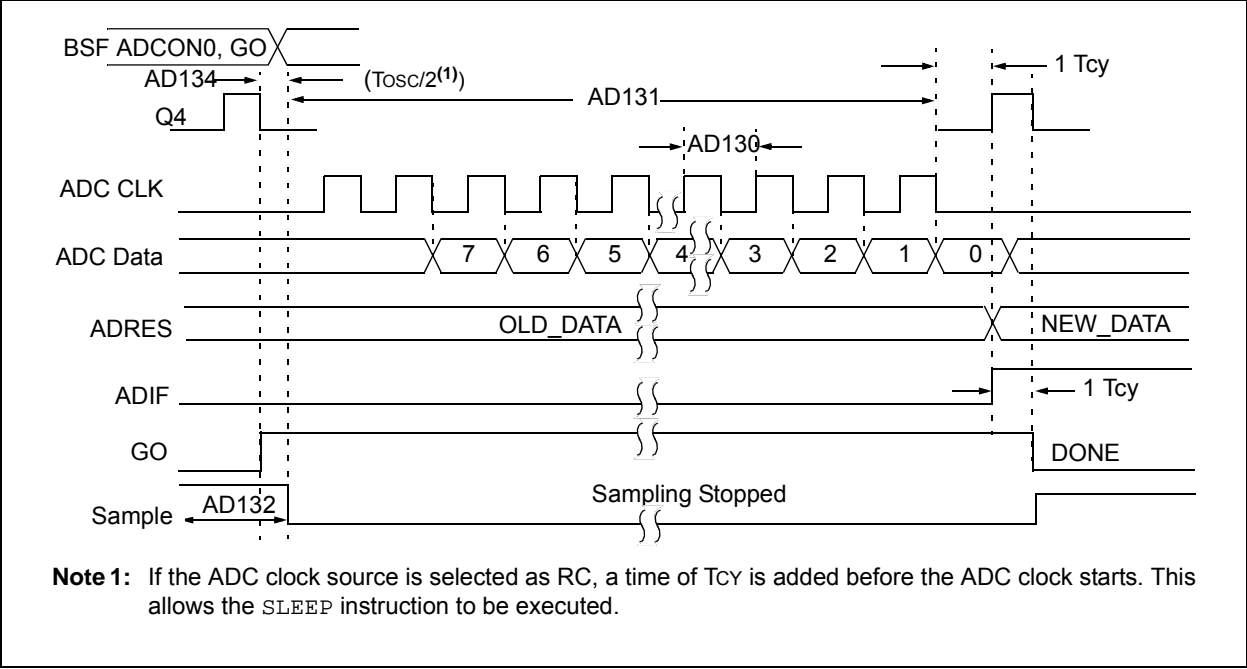 BSF ADCON0, GO
AD134 (TOSC/2(1))
1 Tcy
AD131
Q4
AD130
ADC CLK
ADC Data 7 6 5 4 3 2 1 0
ADRES OLD_DATA NEW_DATA
ADIF 1 Tcy
GO DONE
Sample AD132 Sampling Stopped
Note 1: If the ADC clock source is selected as RC, a time of TCY is added before the ADC clock starts. This
allows the SLEEP instruction to be executed.